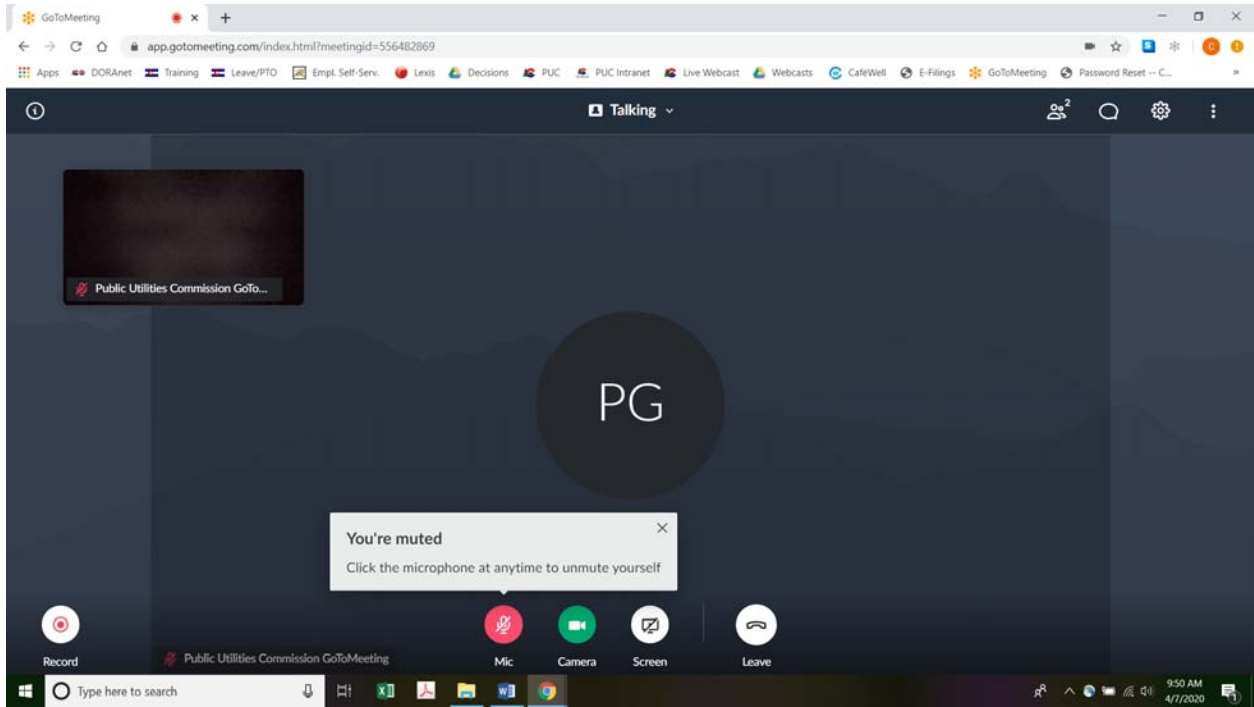 GoToMeeting
app.gotomeeting.com/index.html?meetingid=556482869
Apps DORAnet Training Leave/PTO Empl. Self-Serv. Lexis Decisions PUC PUC Intranet Live Webcast Webcasts CaféWell E-Filings GoToMeeting Password Reset -- C... »
Talking
2
Public Utilities Commission GoTo...
PG
You're muted
Click the microphone at anytime to unmute yourself
Record
Public Utilities Commission GoToMeeting
Mic Camera Screen Leave
Type here to search
9:50 AM
4/7/2020